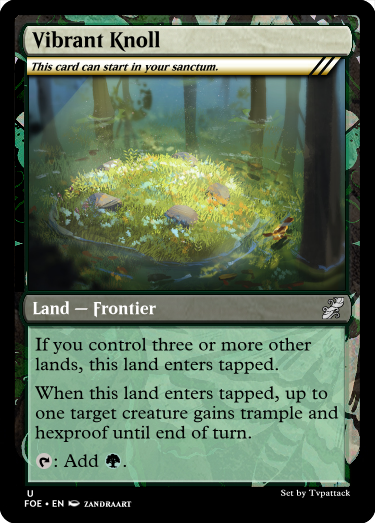 Vibrant Knoll
This card can start in your sanctum.
Land — Frontier
If you control three or more other
lands, this land enters tapped.
When this land enters tapped, up to
one target creature gains trample and
hexproof until end of turn.
: Add .
U
Set by Tvpattack
FOE • EN ZANDRAART